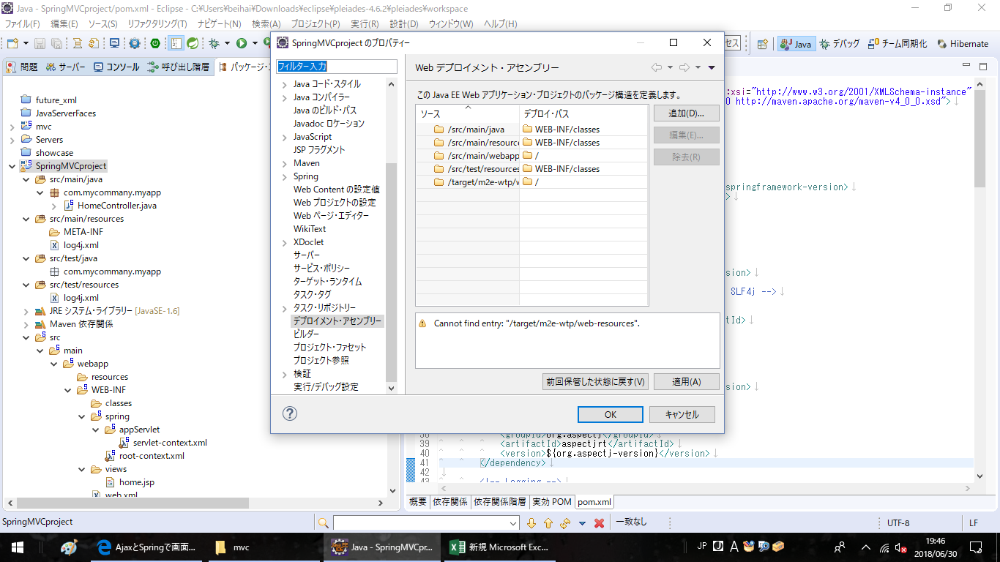 Java - SpringMVCproject/pom.xml - Eclipse - C:¥Users¥beihai¥Downloads¥eclipse¥pleiades-4.6.2¥pleiades¥workspace
ファイル(F) 編集(E) ソース(S) リファクタリング(T) ナビゲート(N) 検索(A) プロジェクト(P) 実行(R) 設計(D) ウィンドウ(W) ヘルプ(H)
セス Java デバッグ チーム同期化 Hibernate
問題 サーバー コンソール 呼び出し階層 パッケージ・エ
future_xml
JavaServerFaces
mvc
Servers
showcase
SpringMVCproject
src/main/java
com.mycommany.myapp
HomeController.java
src/main/resources
META-INF
log4j.xml
src/test/java
com.mycommany.myapp
src/test/resources
log4j.xml
JRE システム・ライブラリー [JavaSE-1.6]
Maven 依存関係
src
main
webapp
resources
WEB-INF
classes
spring
appServlet
servlet-context.xml
root-context.xml
views
home.jsp
web.xml
SpringMVCproject のプロパティー
フィルター入力
Java コード・スタイル
Java コンパイラー
Java のビルド・パス
Javadoc ロケーション
JavaScript
JSP フラグメント
Maven
Spring
Web Content の設定値
Web プロジェクトの設定
Web ページ・エディター
WikiText
XDoclet
サーバー
サービス・ポリシー
ターゲット・ランタイム
タスク・タグ
タスク・リポジトリー
デプロイメント・アセンブリー
ビルダー
プロジェクト・ファセット
プロジェクト参照
検証
実行/デバッグ設定
Web デプロイメント・アセンブリー
この Java EE Web アプリケーション・プロジェクトのパッケージ構造を定義します。
ソース デプロイ・パス
/src/main/java WEB-INF/classes
/src/main/resource WEB-INF/classes
/src/main/webapp /
/src/test/resources WEB-INF/classes
/target/m2e-wtp/w /
追加(D)...
編集(E)...
除去(R)
Cannot find entry: "/target/m2e-wtp/web-resources".
前回保管した状態に戻す(V) 適用(A)
OK キャンセル
:xsi="http://www.w3.org/2001/XMLSchema-instance"
0 http://maven.apache.org/maven-v4_0_0.xsd">↓
springframework-version>↓
>↓
sion>↓
SLF4j -->↓
tId>↓
sion>↓
38 <groupId>org.aspectj</groupId>↓
39 <artifactId>aspectjrt</artifactId>↓
40 <version>${org.aspectj-version}</version>↓
41 </dependency>↓
42 ↓
43 <!-- Logging -->↓
概要 依存関係 依存関係階層 実効 POM pom.xml
SpringMVCproject 一致なし UTF-8 LF
AjaxとSpringで画面... mvc Java - SpringMVCpr... 新規 Microsoft Exc... JP A 19:46
2018/06/30